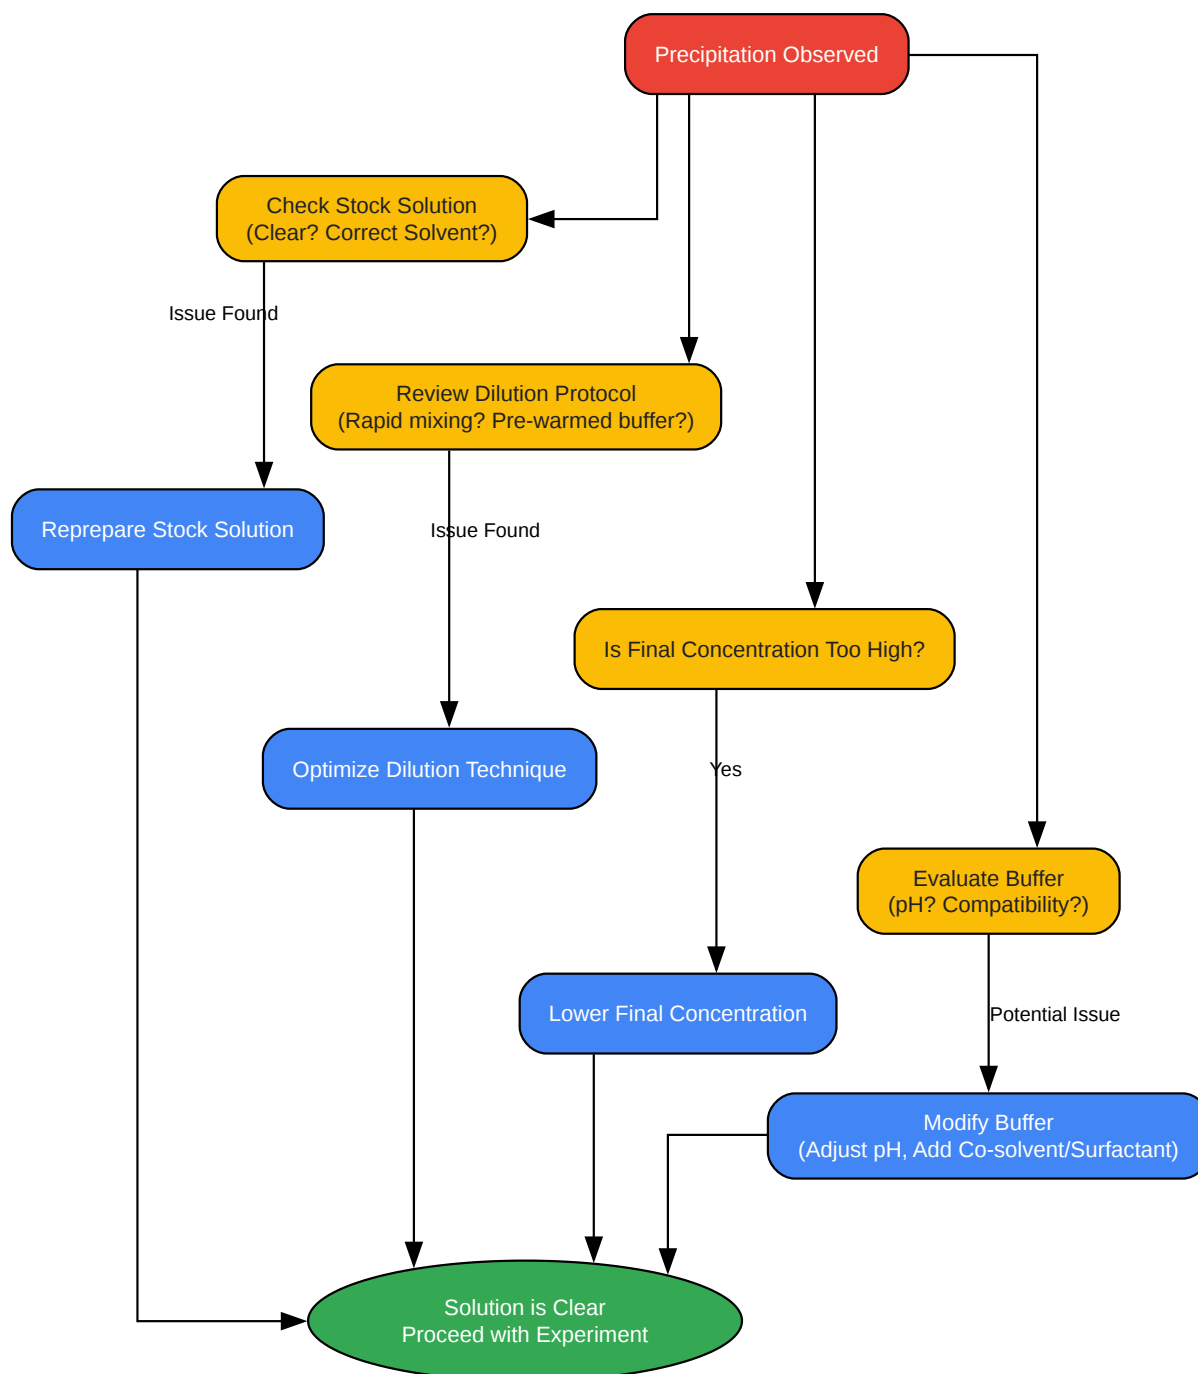 Precipitation Observed
Check Stock Solution
(Clear? Correct Solvent?)
Issue Found
Review Dilution Protocol
(Rapid mixing? Pre-warmed buffer?)
Reprepare Stock Solution
Issue Found
Is Final Concentration Too High?
Optimize Dilution Technique
Yes
Evaluate Buffer
(pH? Compatibility?)
Lower Final Concentration
Potential Issue
Modify Buffer
(Adjust pH, Add Co-solvent/Surfactant)
Solution is Clear
Proceed with Experiment